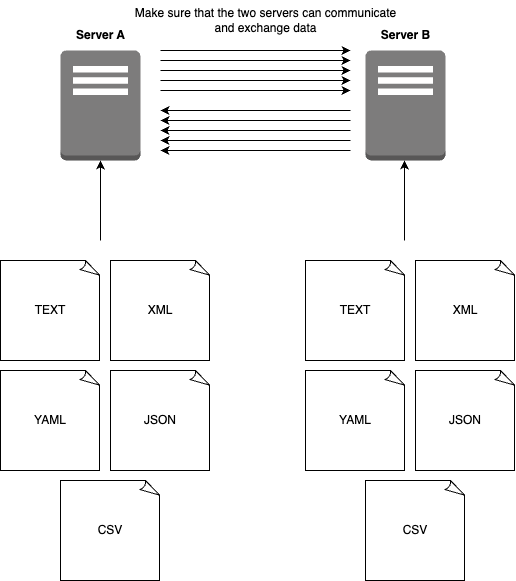 Make sure that the two servers can communicate
and exchange data
Server A
Server B
TEXT
XML
TEXT
XML
YAML
JSON
YAML
JSON
CSV
CSV